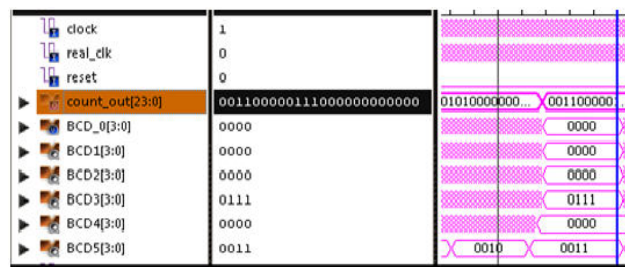 clock 1
real_clk 0
reset 0
count_out[23:0] 001100000111000000000000 01010000000... 0011000001...
BCD_0[3:0] 0000 0000
BCD1[3:0] 0000 0000
BCD2[3:0] 0000 0000
BCD3[3:0] 0111 0111
BCD4[3:0] 0000 0000
BCD5[3:0] 0011 0010 0011